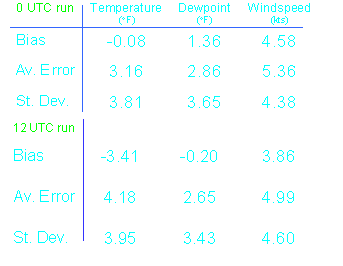 0 UTC run Temperature Dewpoint Windspeed
(°F) (°F) (kts)
Bias -0.08 1.36 4.58
Av. Error 3.16 2.86 5.36
St. Dev. 3.81 3.65 4.38
12 UTC run
Bias -3.41 -0.20 3.86
Av. Error 4.18 2.65 4.99
St. Dev. 3.95 3.43 4.60